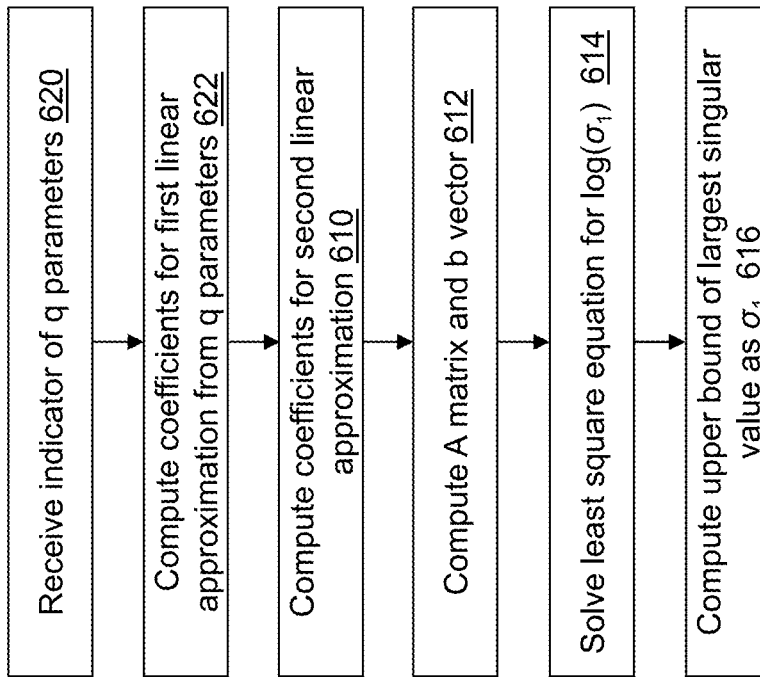 Receive indicator of q parameters 620
Compute coefficients for first linear
approximation from q parameters 622
Compute coefficients for second linear
approximation 610
Compute A matrix and b vector 612
Solve least square equation for log(σ₁) 614
Compute upper bound of largest singular
value as σ₁ 616